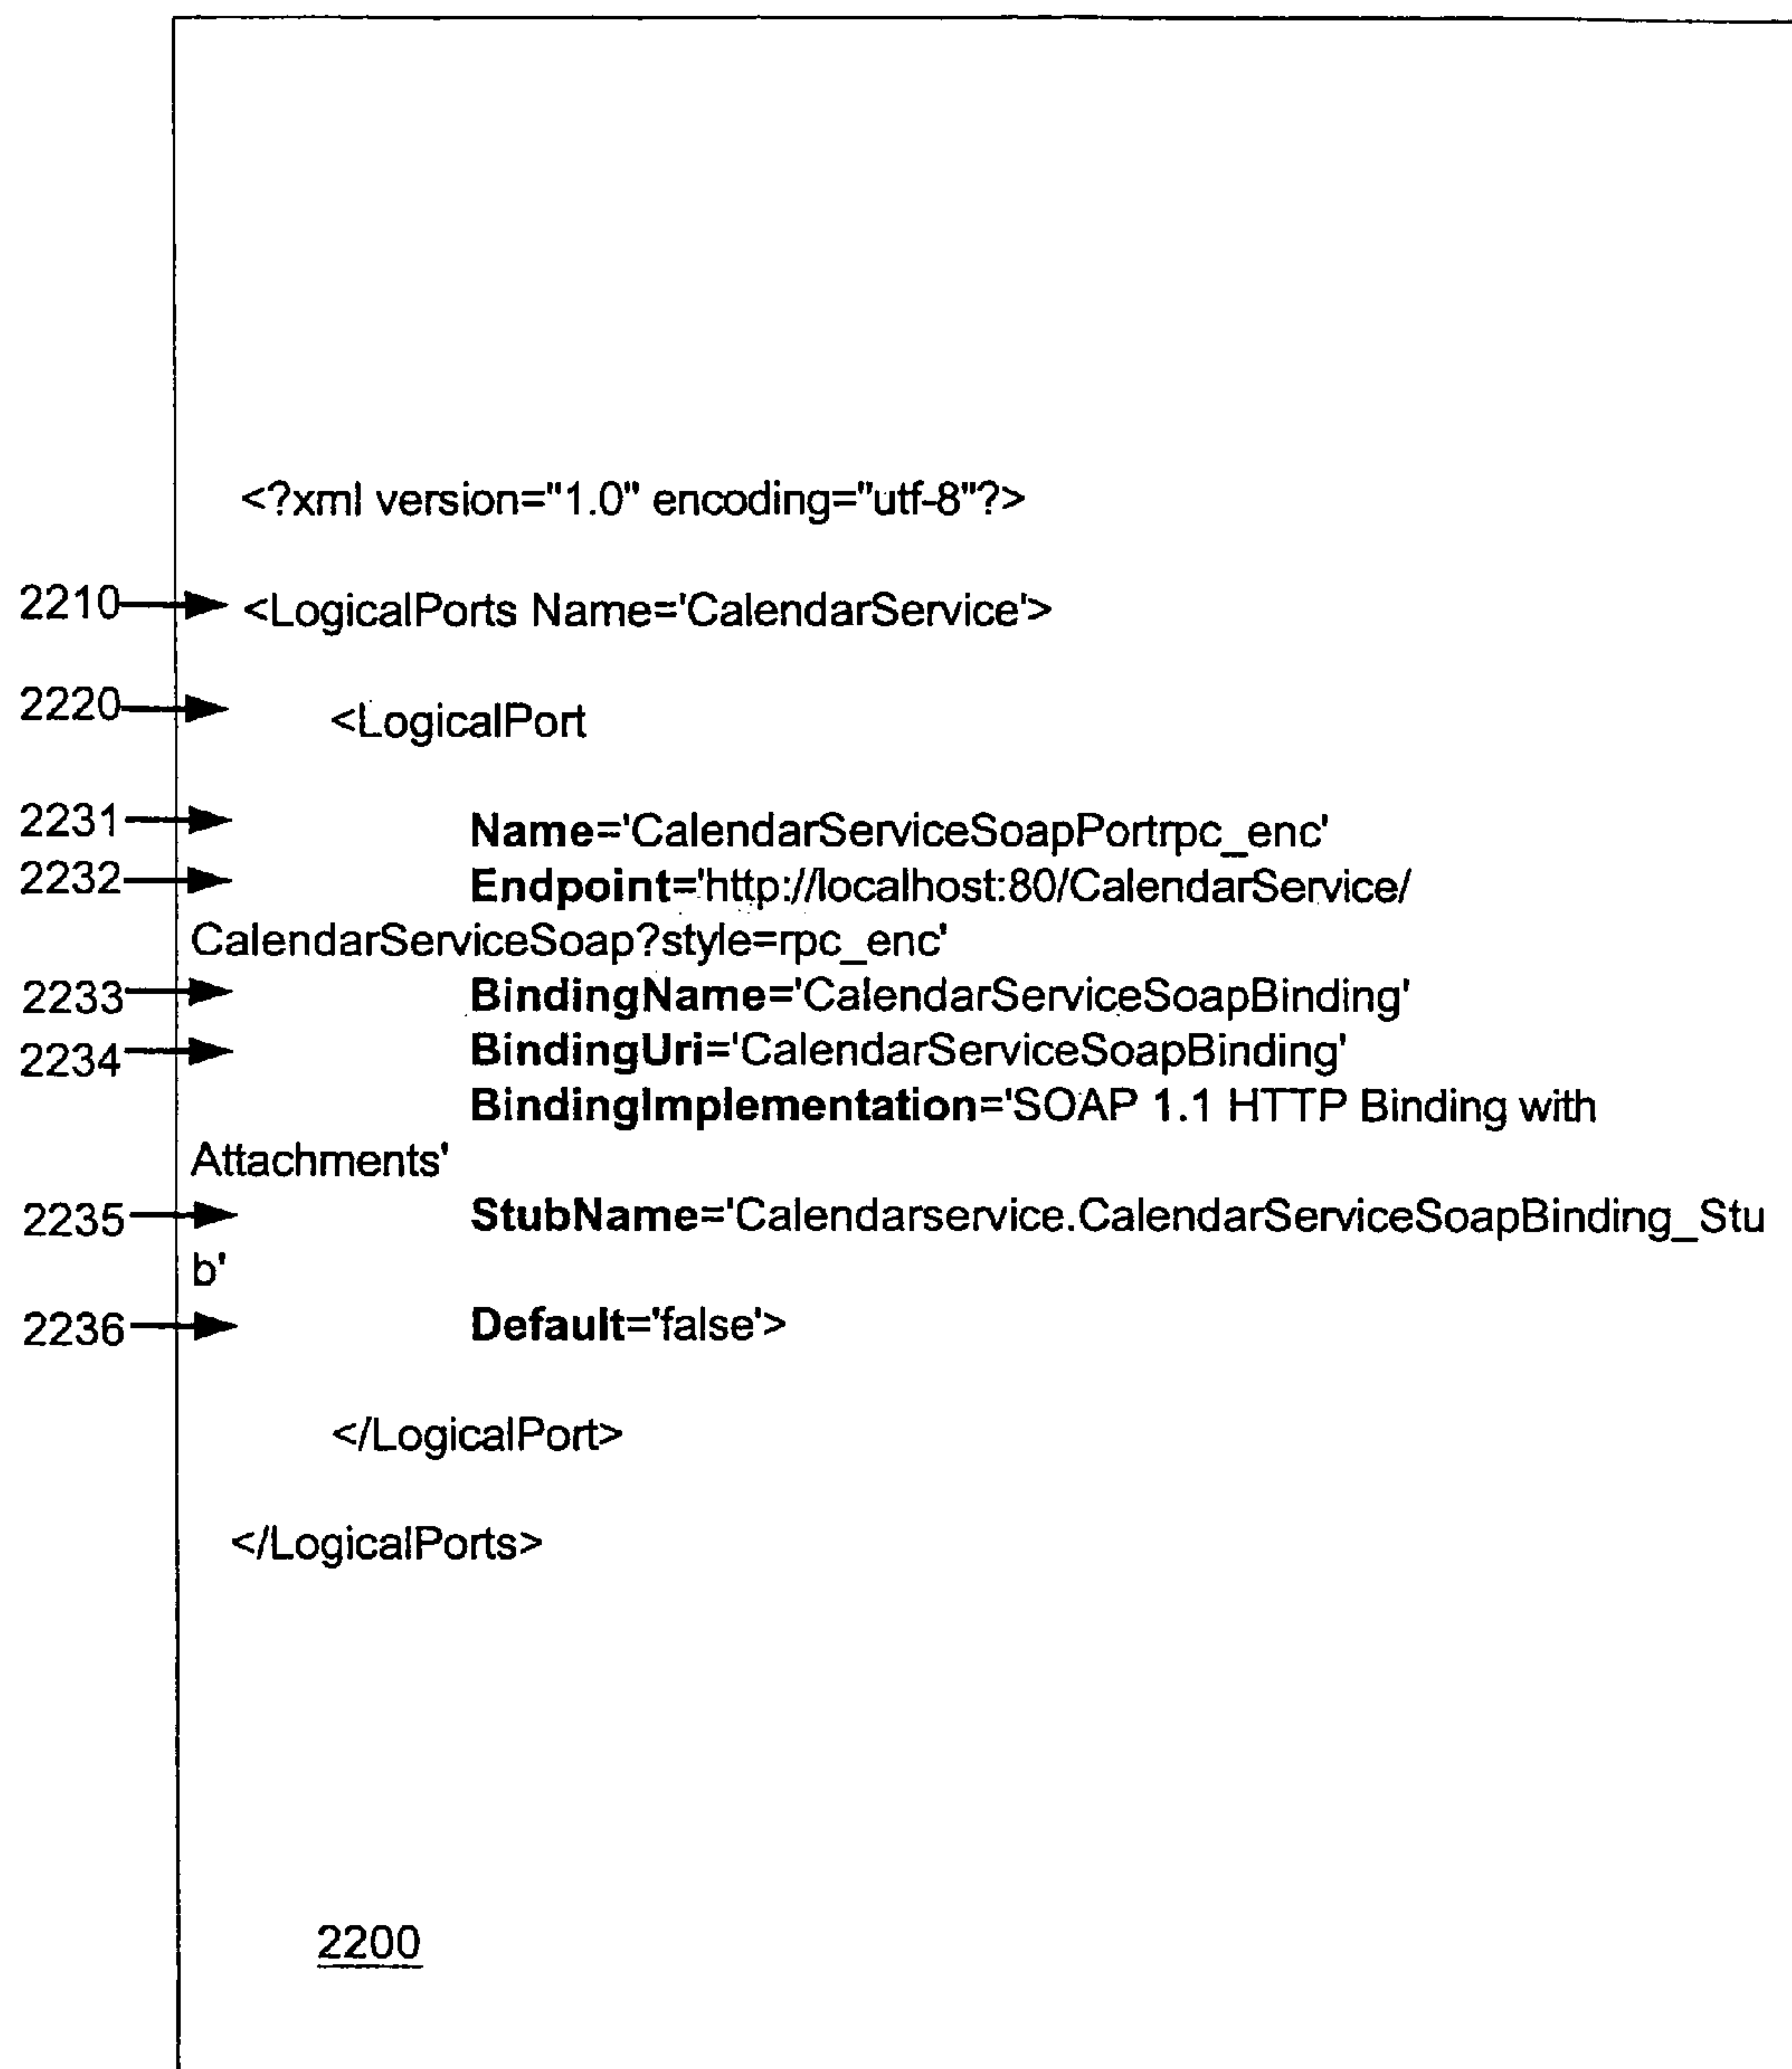 <?xml version="1.0" encoding="utf-8"?>
2210 <LogicalPorts Name='CalendarService'>
2220 <LogicalPort
2231 Name='CalendarServiceSoapPortrpc_enc'
2232 Endpoint='http://localhost:80/CalendarService/
CalendarServiceSoap?style=rpc_enc'
2233 BindingName='CalendarServiceSoapBinding'
2234 BindingUri='CalendarServiceSoapBinding'
BindingImplementation='SOAP 1.1 HTTP Binding with
Attachments'
2235 StubName='Calendarservice.CalendarServiceSoapBinding_Stu
b'
2236 Default='false'>
</LogicalPort>
</LogicalPorts>
2200